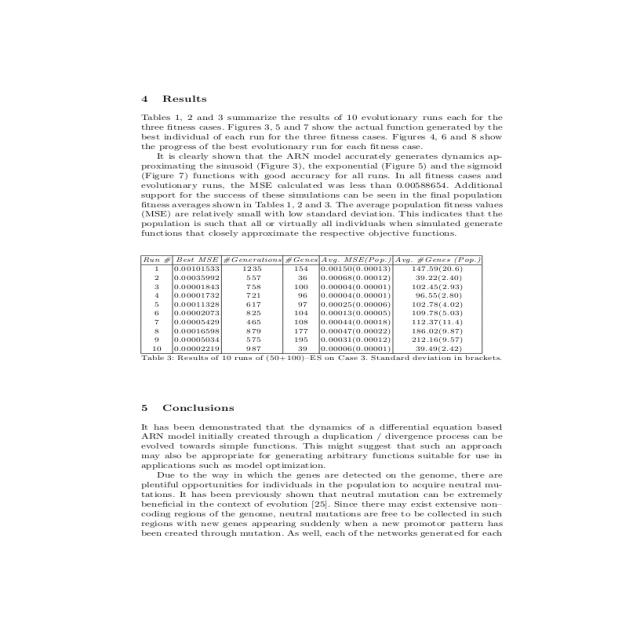 4 Results
Tables 1, 2 and 3 summarize the results of 10 evolutionary runs each for the
three fitness cases. Figures 3, 5 and 7 show the actual function generated by the
best individual of each run for the three fitness cases. Figures 4, 6 and 8 show
the progress of the best evolutionary run for each fitness case.
It is clearly shown that the ARN model accurately generates dynamics ap-
proximating the sinusoid (Figure 3), the exponential (Figure 5) and the sigmoid
(Figure 7) functions with good accuracy for all runs. In all fitness cases and
evolutionary runs, the MSE calculated was less than 0.00588654. Additional
support for the success of these simulations can be seen in the final population
fitness averages shown in Tables 1, 2 and 3. The average population fitness values
(MSE) are relatively small with low standard deviation. This indicates that the
population is such that all or virtually all individuals when simulated generate
functions that closely approximate the respective objective functions.
Run # Best MSE #Generations #Genes Avg. MSE(Pop.) Avg. #Genes (Pop.)
1 0.00101533 1235 154 0.00150(0.00013) 147.59(20.6)
2 0.00035992 557 36 0.00068(0.00012) 39.22(2.40)
3 0.00001843 758 100 0.00004(0.00001) 102.45(2.93)
4 0.00001732 721 96 0.00004(0.00001) 96.55(2.80)
5 0.00011328 617 97 0.00025(0.00006) 102.78(4.02)
6 0.00002073 825 104 0.00013(0.00005) 109.78(5.03)
7 0.00005429 465 108 0.00044(0.00018) 112.37(11.4)
8 0.00016598 879 177 0.00047(0.00022) 186.02(9.87)
9 0.00005034 575 195 0.00031(0.00012) 212.16(9.57)
10 0.00002219 987 39 0.00006(0.00001) 39.49(2.42)
Table 3: Results of 10 runs of (50+100)–ES on Case 3. Standard deviation in brackets.
5 Conclusions
It has been demonstrated that the dynamics of a differential equation based
ARN model initially created through a duplication / divergence process can be
evolved towards simple functions. This might suggest that such an approach
may also be appropriate for generating arbitrary functions suitable for use in
applications such as model optimization.
Due to the way in which the genes are detected on the genome, there are
plentiful opportunities for individuals in the population to acquire neutral mu-
tations. It has been previously shown that neutral mutation can be extremely
beneficial in the context of evolution [25]. Since there may exist extensive non–
coding regions of the genome, neutral mutations are free to be collected in such
regions with new genes appearing suddenly when a new promotor pattern has
been created through mutation. As well, each of the networks generated for each